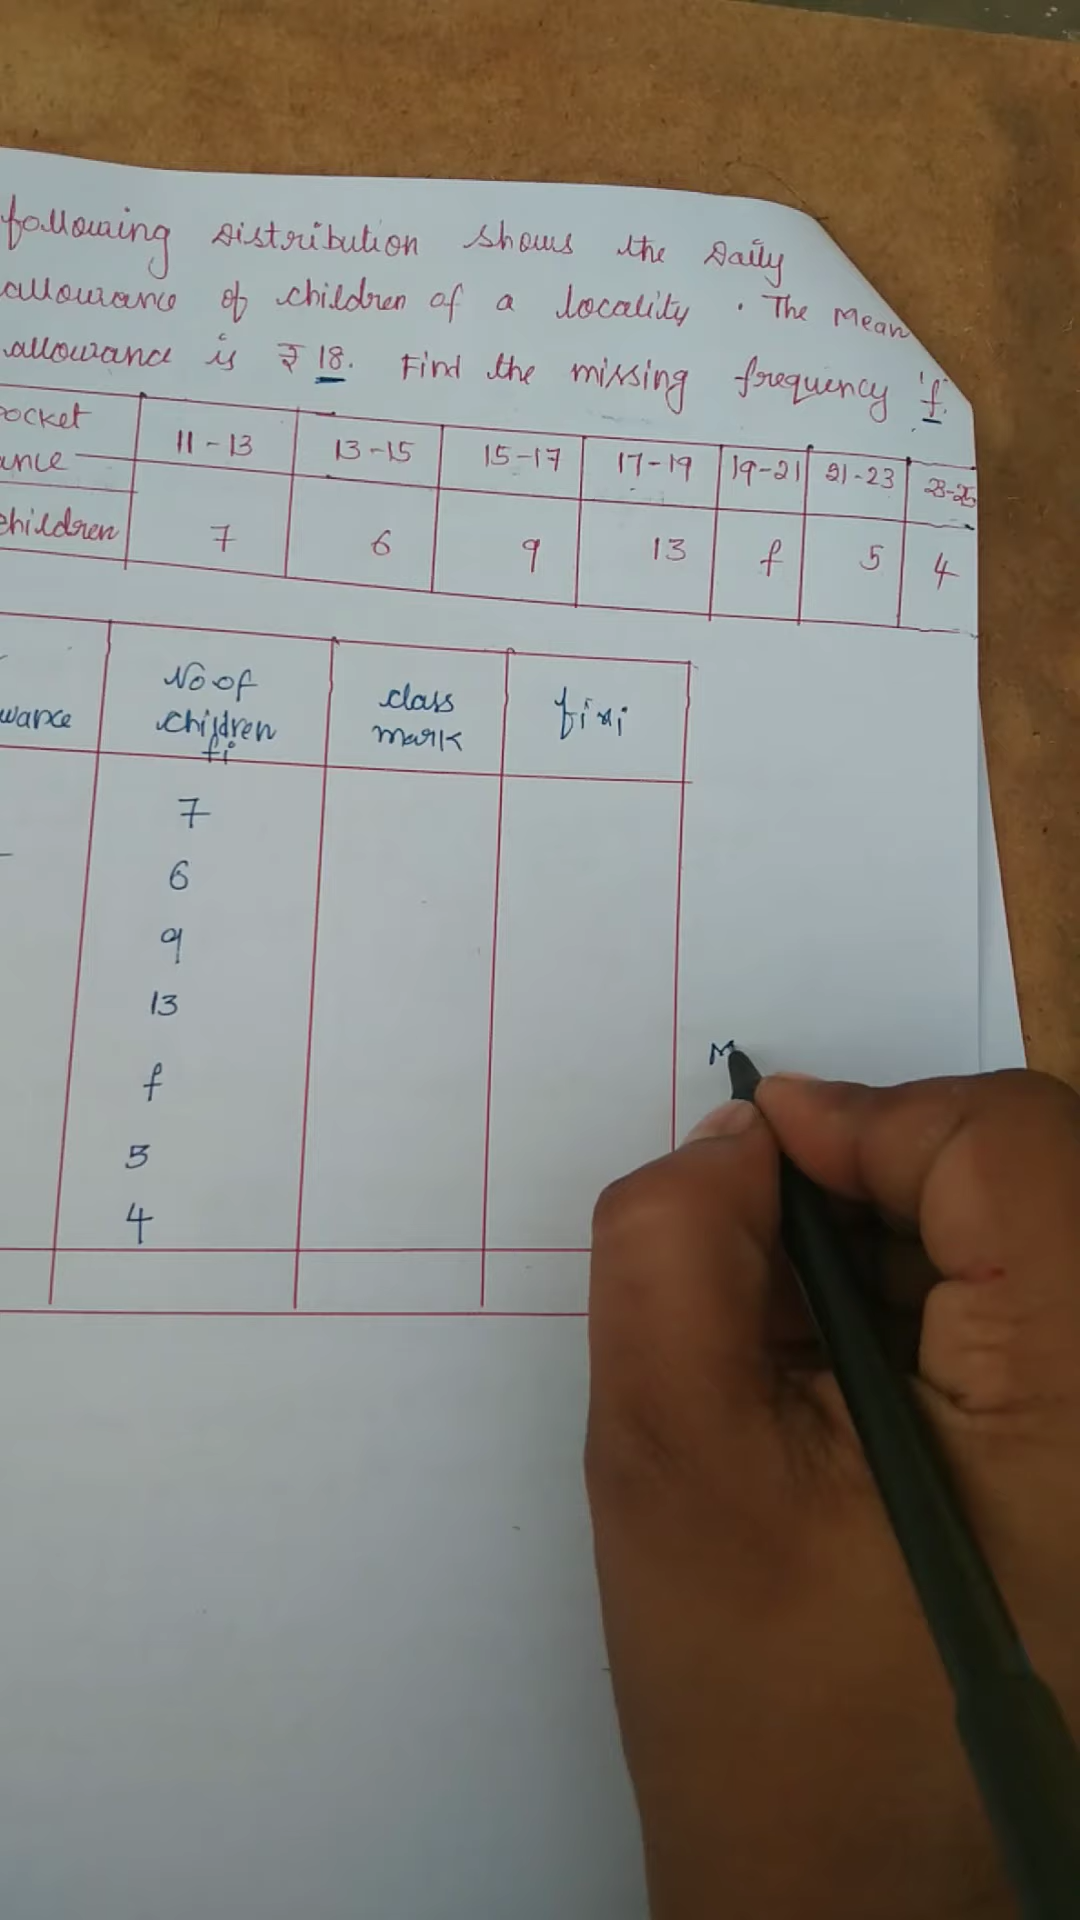 following Distribution shows the Daily
allowance of children of a locality. The Mean
allowance is ₹ 18. Find the missing frequency 'f'.
ocket
ance
11-13 13-15 15-17 17-19 19-21 21-23 23-25
children 7 6 9 13 f 5 4
wance
No of
children
fi
class
mark
fixi
7
6
9
13
f
5
4
M